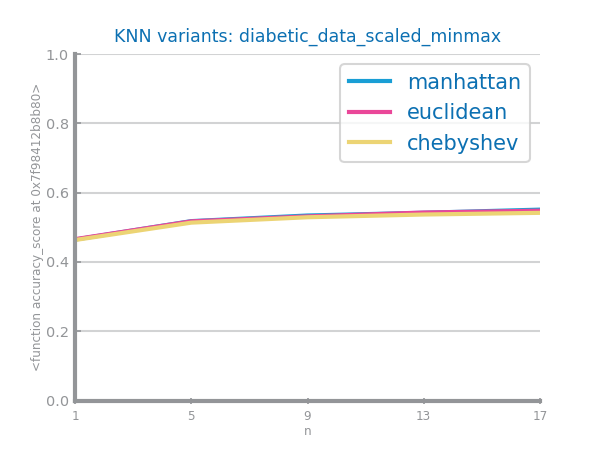 KNN variants: diabetic_data_scaled_minmax
<function accuracy_score at 0x7f98412b8b80>
1.0
0.8
0.6
0.4
0.2
0.0
manhattan
euclidean
chebyshev
1 5 9 13 17
n